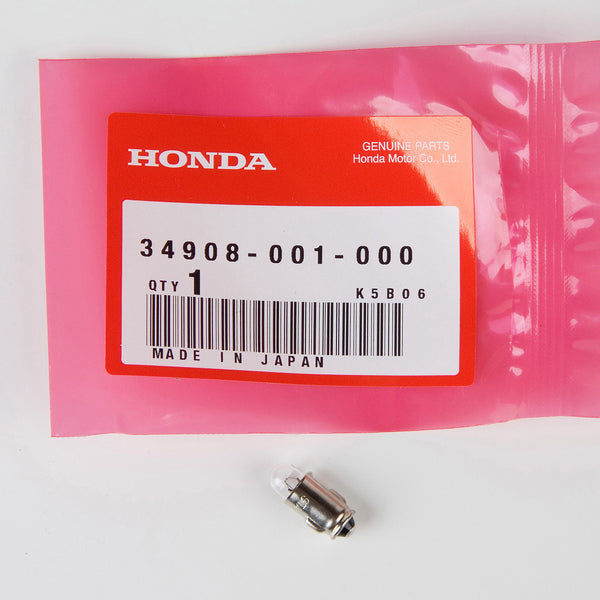 HONDA
GENUINE PARTS
Honda Motor Co., Ltd.
34908-001-000
QTY 1 K5B06
MADE IN JAPAN